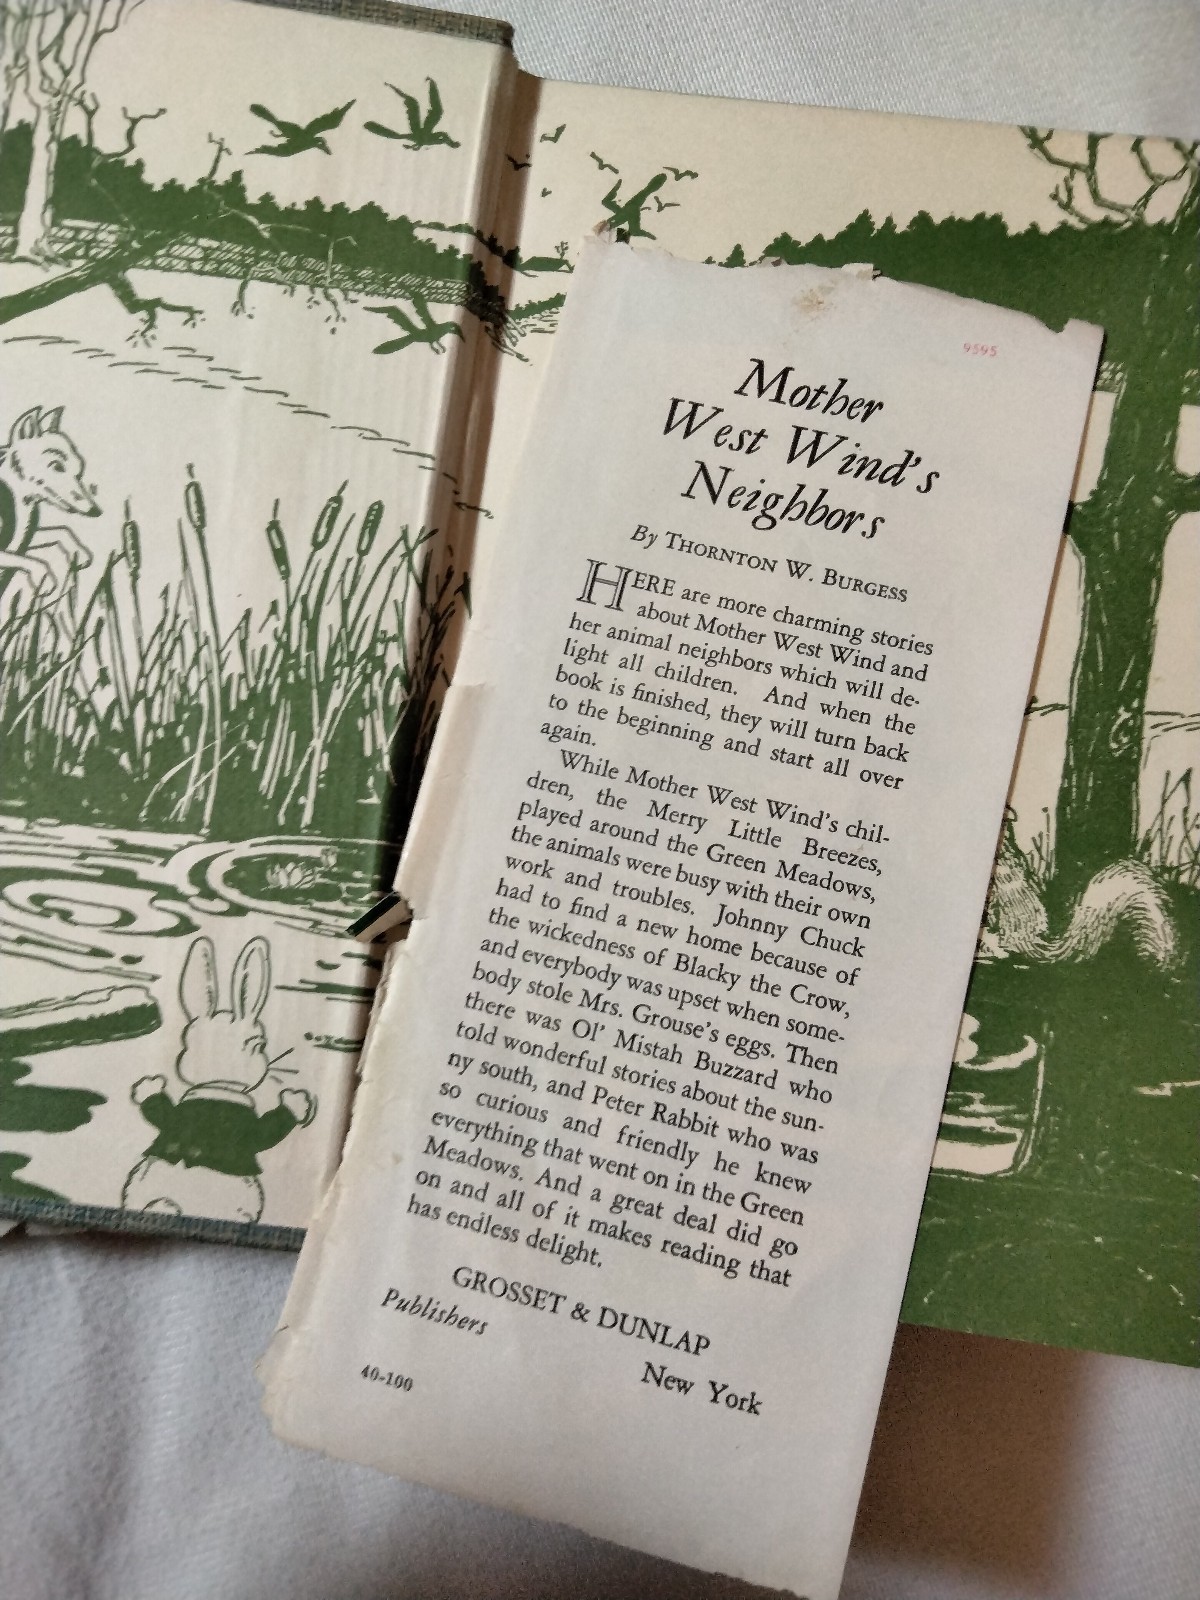 9595
Mother
West Wind's
Neighbors
By THORNTON W. BURGESS
HERE are more charming stories
about Mother West Wind and
her animal neighbors which will de-
light all children. And when the
book is finished, they will turn back
to the beginning and start all over
again.
While Mother West Wind's chil-
dren, the Merry Little Breezes,
played around the Green Meadows,
the animals were busy with their own
work and troubles. Johnny Chuck
had to find a new home because of
the wickedness of Blacky the Crow,
and everybody was upset when some-
body stole Mrs. Grouse's eggs. Then
there was Ol' Mistah Buzzard who
told wonderful stories about the sun-
ny south, and Peter Rabbit who was
so curious and friendly he knew
everything that went on in the Green
Meadows. And a great deal did go
on and all of it makes reading that
has endless delight.
GROSSET & DUNLAP
Publishers New York
40-100